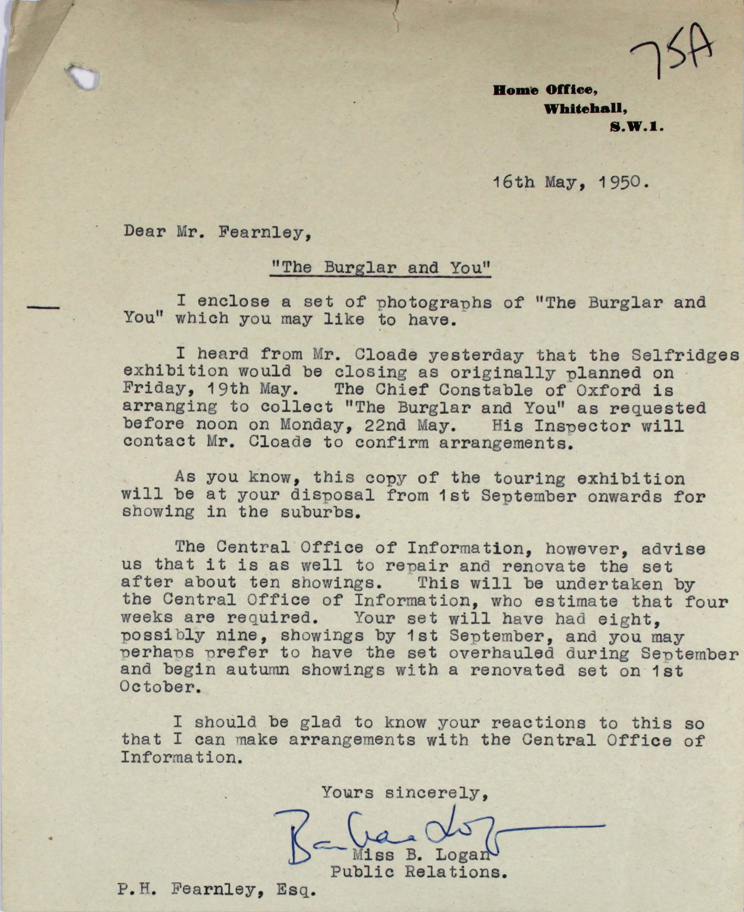 75A
Home Office,
Whitehall,
S.W.1.
16th May, 1950.
Dear Mr. Fearnley,
"The Burglar and You"
I enclose a set of photographs of "The Burglar and
You" which you may like to have.
I heard from Mr. Cloade yesterday that the Selfridges
exhibition would be closing as originally planned on
Friday, 19th May. The Chief Constable of Oxford is
arranging to collect "The Burglar and You" as requested
before noon on Monday, 22nd May. His Inspector will
contact Mr. Cloade to confirm arrangements.
As you know, this copy of the touring exhibition
will be at your disposal from 1st September onwards for
showing in the suburbs.
The Central Office of Information, however, advise
us that it is as well to repair and renovate the set
after about ten showings. This will be undertaken by
the Central Office of Information, who estimate that four
weeks are required. Your set will have had eight,
possibly nine, showings by 1st September, and you may
perhaps prefer to have the set overhauled during September
and begin autumn showings with a renovated set on 1st
October.
I should be glad to know your reactions to this so
that I can make arrangements with the Central Office of
Information.
Yours sincerely,
Barbara Logan
Miss B. Logan
Public Relations.
P.H. Fearnley, Esq.